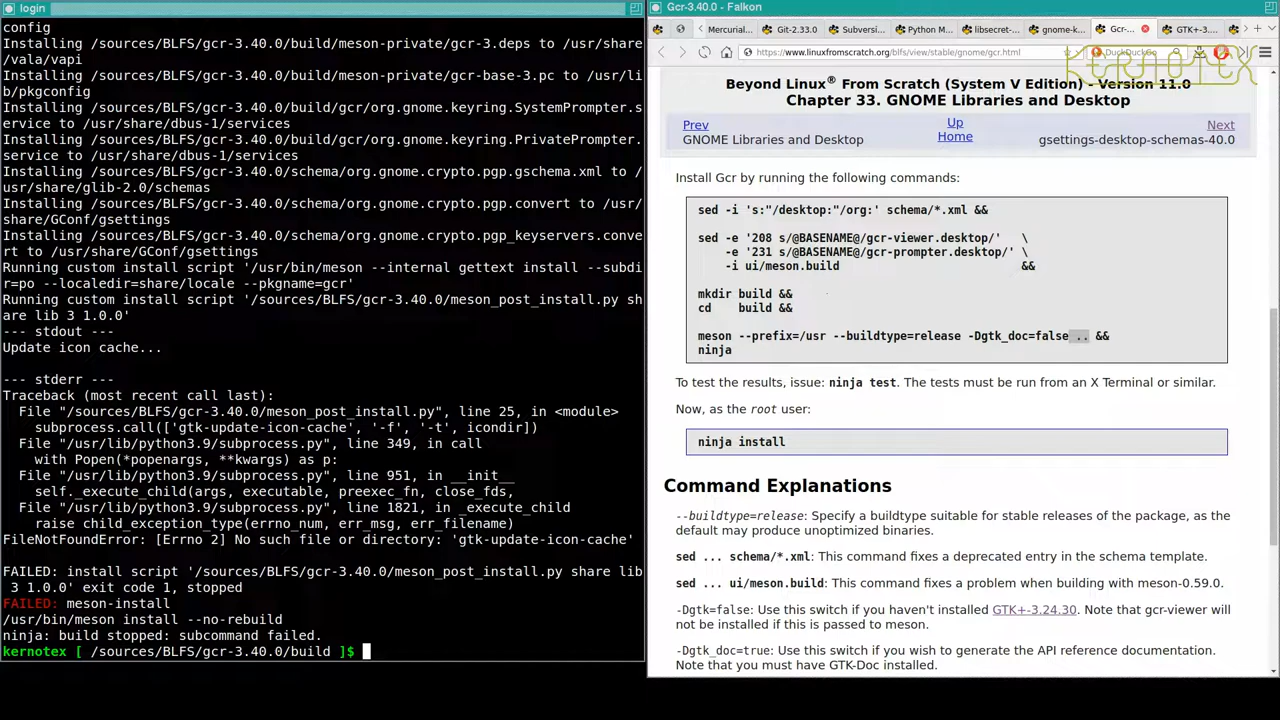 login
config
Installing /sources/BLFS/gcr-3.40.0/build/meson-private/gcr-3.deps to /usr/share
/vala/vapi
Installing /sources/BLFS/gcr-3.40.0/build/meson-private/gcr-base-3.pc to /usr/li
b/pkgconfig
Installing /sources/BLFS/gcr-3.40.0/build/gcr/org.gnome.keyring.SystemPrompter.s
ervice to /usr/share/dbus-1/services
Installing /sources/BLFS/gcr-3.40.0/build/gcr/org.gnome.keyring.PrivatePrompter.
service to /usr/share/dbus-1/services
Installing /sources/BLFS/gcr-3.40.0/schema/org.gnome.crypto.pgp.gschema.xml to /
usr/share/glib-2.0/schemas
Installing /sources/BLFS/gcr-3.40.0/schema/org.gnome.crypto.pgp.convert to /usr/
share/GConf/gsettings
Installing /sources/BLFS/gcr-3.40.0/schema/org.gnome.crypto.pgp_keyservers.conve
rt to /usr/share/GConf/gsettings
Running custom install script '/usr/bin/meson --internal gettext install --subdi
r=po --localedir=share/locale --pkgname=gcr'
Running custom install script '/sources/BLFS/gcr-3.40.0/meson_post_install.py sh
are lib 3 1.0.0'
--- stdout ---
Update icon cache...
--- stderr ---
Traceback (most recent call last):
File "/sources/BLFS/gcr-3.40.0/meson_post_install.py", line 25, in <module>
subprocess.call(['gtk-update-icon-cache', '-f', '-t', icondir])
File "/usr/lib/python3.9/subprocess.py", line 349, in call
with Popen(*popenargs, **kwargs) as p:
File "/usr/lib/python3.9/subprocess.py", line 951, in __init__
self._execute_child(args, executable, preexec_fn, close_fds,
File "/usr/lib/python3.9/subprocess.py", line 1821, in _execute_child
raise child_exception_type(errno_num, err_msg, err_filename)
FileNotFoundError: [Errno 2] No such file or directory: 'gtk-update-icon-cache'
FAILED: install script '/sources/BLFS/gcr-3.40.0/meson_post_install.py share lib
3 1.0.0' exit code 1, stopped
FAILED: meson-install
/usr/bin/meson install --no-rebuild
ninja: build stopped: subcommand failed.
kernotex [ /sources/BLFS/gcr-3.40.0/build ]$
Gcr-3.40.0 - Falkon
Mercurial... Git-2.33.0 Subversi... Python M... libsecret-... gnome-k... Gcr-... GTK+-3....
https://www.linuxfromscratch.org/blfs/view/stable/gnome/gcr.html DuckDuckGo
KERNOTEX
Beyond Linux® From Scratch (System V Edition) - Version 11.0
Chapter 33. GNOME Libraries and Desktop
Prev Up Next
GNOME Libraries and Desktop Home gsettings-desktop-schemas-40.0
Install Gcr by running the following commands:
sed -i 's:"/desktop:"/org:' schema/*.xml &&
sed -e '208 s/@BASENAME@/gcr-viewer.desktop/' \
-e '231 s/@BASENAME@/gcr-prompter.desktop/' \
-i ui/meson.build &&
mkdir build &&
cd build &&
meson --prefix=/usr --buildtype=release -Dgtk_doc=false .. &&
ninja
To test the results, issue: ninja test. The tests must be run from an X Terminal or similar.
Now, as the root user:
ninja install
Command Explanations
--buildtype=release: Specify a buildtype suitable for stable releases of the package, as the
default may produce unoptimized binaries.
sed ... schema/*.xml: This command fixes a deprecated entry in the schema template.
sed ... ui/meson.build: This command fixes a problem when building with meson-0.59.0.
-Dgtk=false: Use this switch if you haven't installed GTK+-3.24.30. Note that gcr-viewer will
not be installed if this is passed to meson.
-Dgtk_doc=true: Use this switch if you wish to generate the API reference documentation.
Note that you must have GTK-Doc installed.